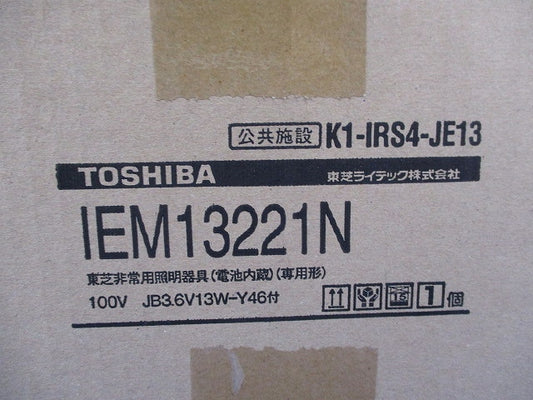 公共施設 K1-IRS4-JE13
TOSHIBA 東芝ライテック株式会社
IEM13221N
東芝非常用照明器具(電池内蔵)(専用形)
100V JB3.6V13W-Y46付 15 1個